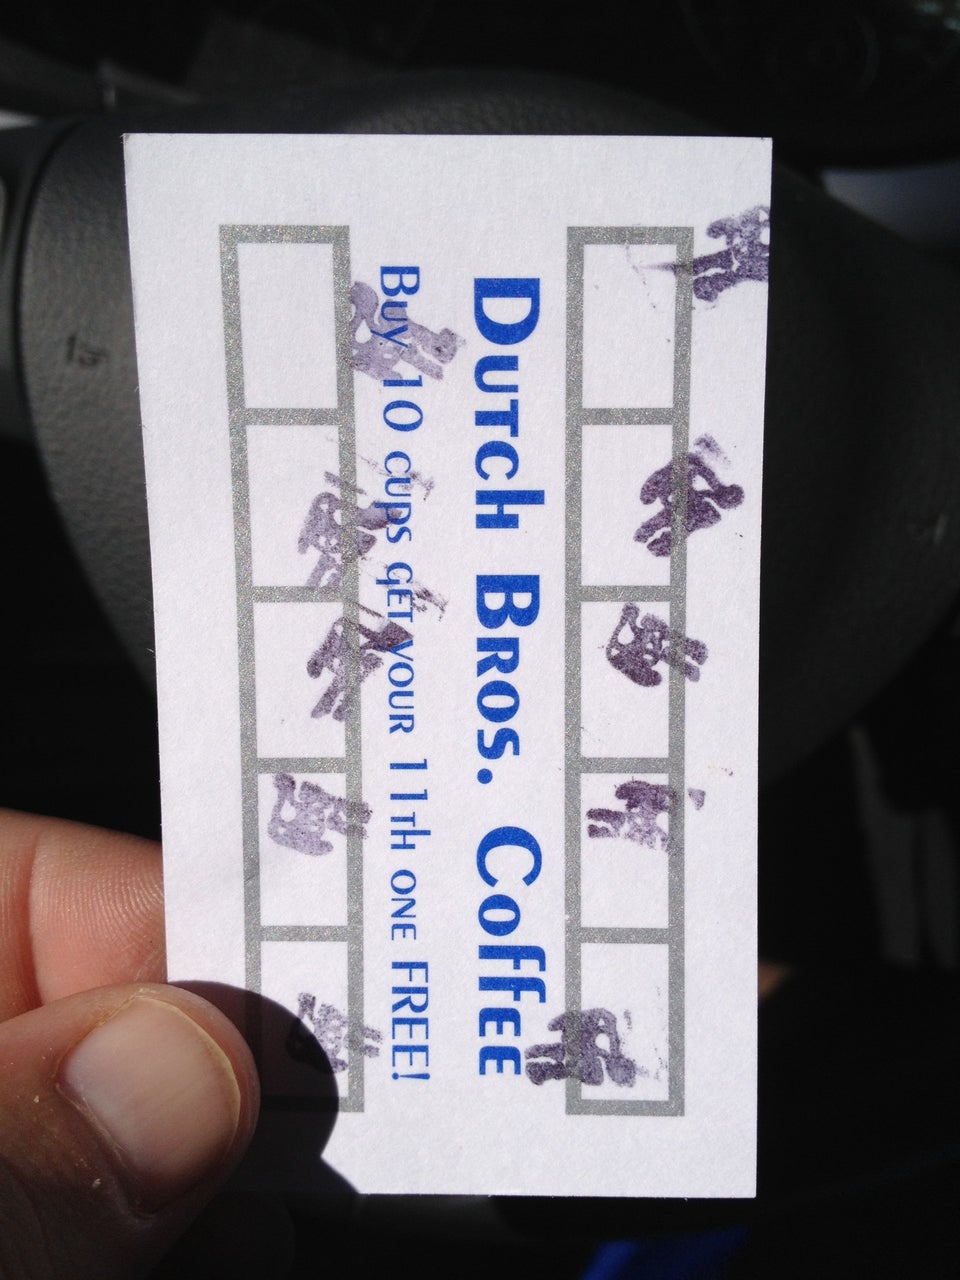 Dutch Bros. Coffee
Buy 10 cups get your 11th one FREE!